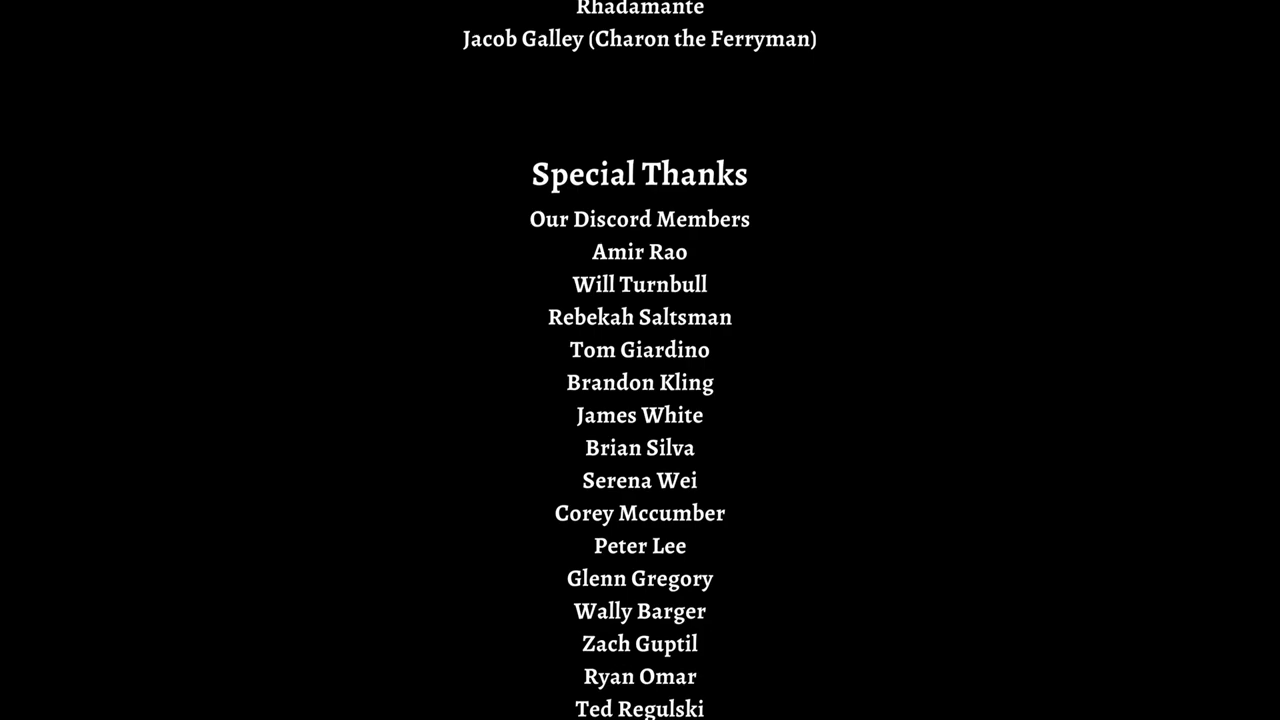 Rhadamante
Jacob Galley (Charon the Ferryman)
Special Thanks
Our Discord Members
Amir Rao
Will Turnbull
Rebekah Saltsman
Tom Giardino
Brandon Kling
James White
Brian Silva
Serena Wei
Corey Mccumber
Peter Lee
Glenn Gregory
Wally Barger
Zach Guptil
Ryan Omar
Ted Regulski